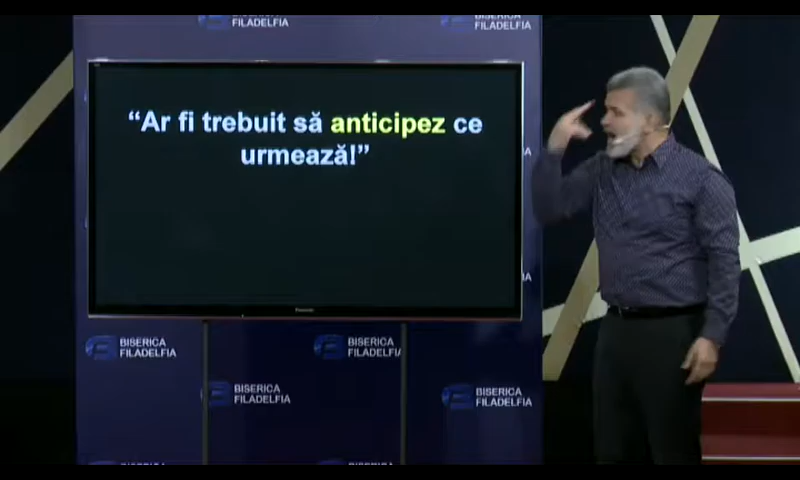 BISERICA
FILADELFIA
BISERICA
FILADELFIA
“Ar fi trebuit să anticipez ce
urmează!”
Panasonic
BISERICA
FILADELFIA
BISERICA
FILADELFIA
BISERICA
FILADELFIA
BISERICA
FILADELFIA